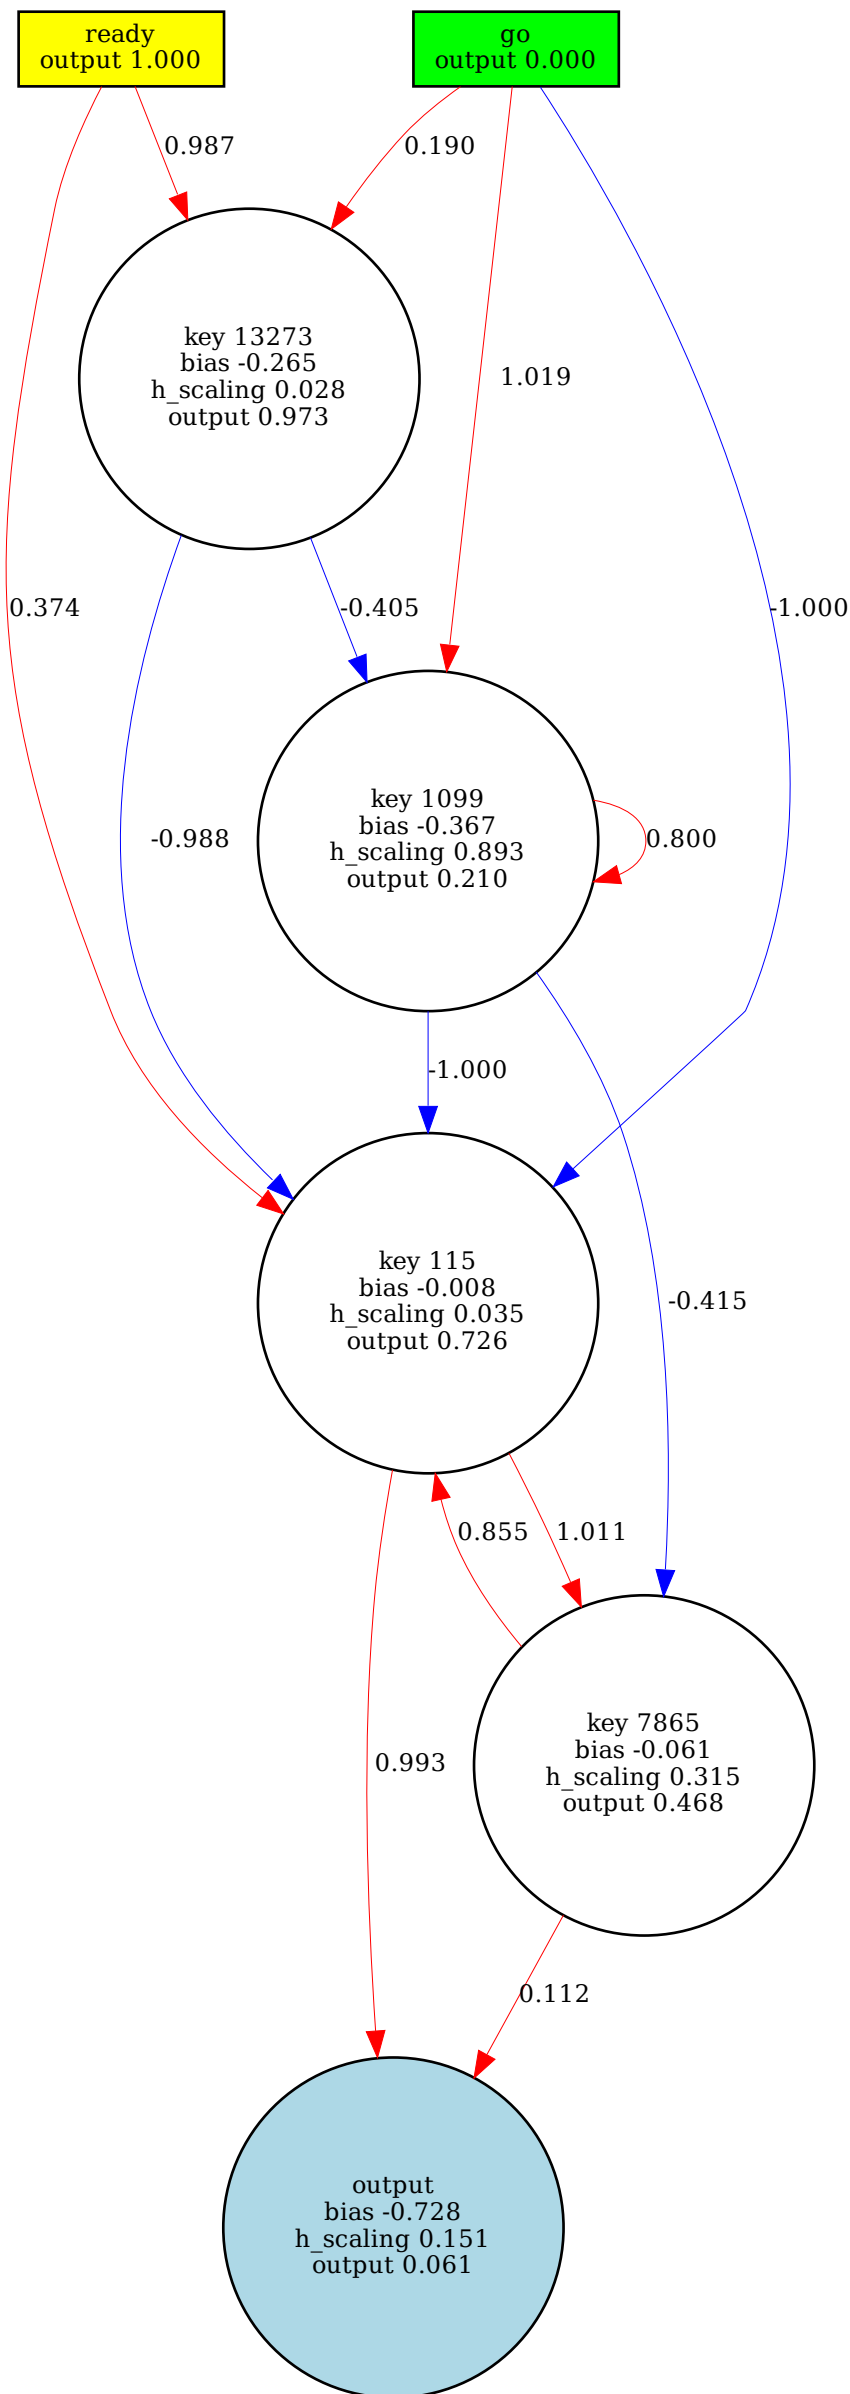 ready
output 1.000
go
output 0.000
0.987
0.190
key 13273
bias -0.265
h_scaling 0.028
output 0.973
1.019
0.374
-0.405
-1.000
key 1099
bias -0.367
h_scaling 0.893
output 0.210
-0.988
0.800
-1.000
key 115
bias -0.008
h_scaling 0.035
output 0.726
-0.415
0.855
1.011
key 7865
bias -0.061
h_scaling 0.315
output 0.468
0.993
0.112
output
bias -0.728
h_scaling 0.151
output 0.061